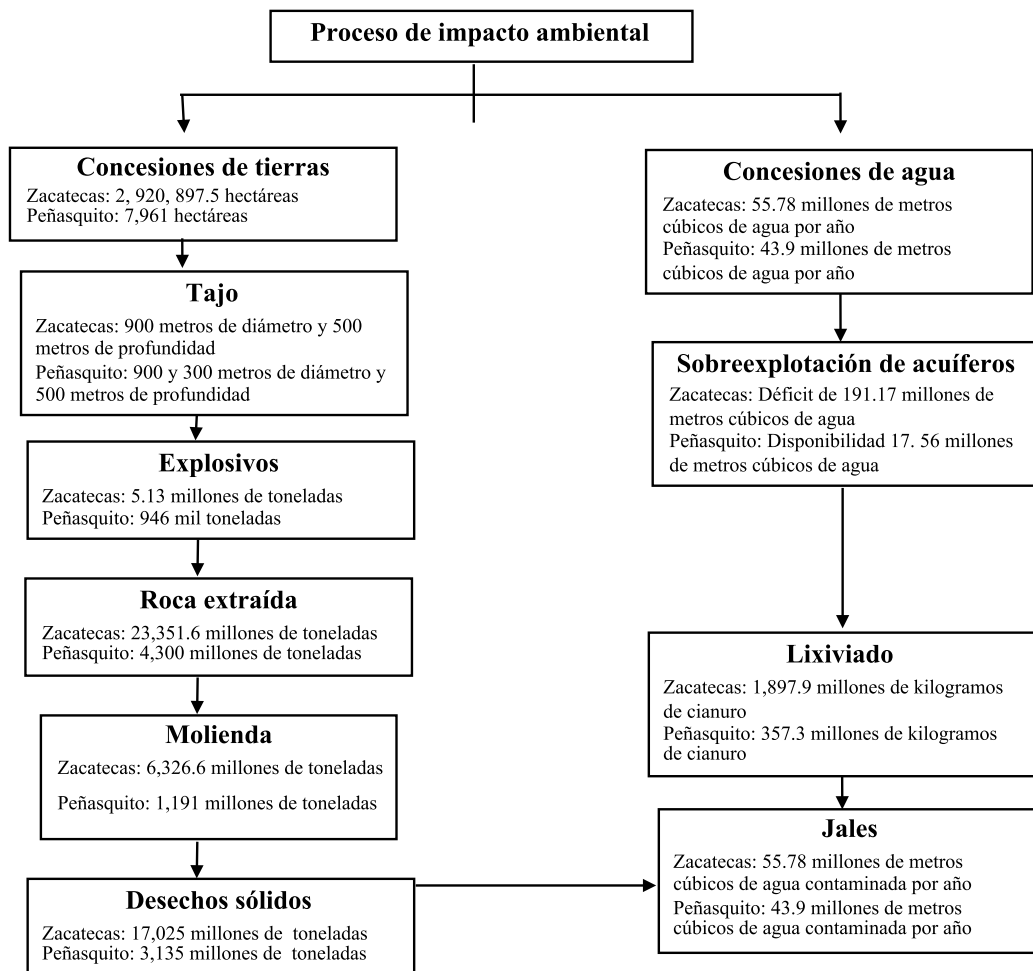 Proceso de impacto ambiental
Concesiones de tierras
Zacatecas: 2, 920, 897.5 hectáreas
Peñasquito: 7,961 hectáreas
Tajo
Zacatecas: 900 metros de diámetro y 500
metros de profundidad
Peñasquito: 900 y 300 metros de diámetro y
500 metros de profundidad
Explosivos
Zacatecas: 5.13 millones de toneladas
Peñasquito: 946 mil toneladas
Roca extraída
Zacatecas: 23,351.6 millones de toneladas
Peñasquito: 4,300 millones de toneladas
Molienda
Zacatecas: 6,326.6 millones de toneladas
Peñasquito: 1,191 millones de toneladas
Desechos sólidos
Zacatecas: 17,025 millones de toneladas
Peñasquito: 3,135 millones de toneladas
Concesiones de agua
Zacatecas: 55.78 millones de metros
cúbicos de agua por año
Peñasquito: 43.9 millones de metros
cúbicos de agua por año
Sobreexplotación de acuíferos
Zacatecas: Déficit de 191.17 millones de
metros cúbicos de agua
Peñasquito: Disponibilidad 17. 56 millones
de metros cúbicos de agua
Lixiviado
Zacatecas: 1,897.9 millones de kilogramos
de cianuro
Peñasquito: 357.3 millones de kilogramos
de cianuro
Jales
Zacatecas: 55.78 millones de metros
cúbicos de agua contaminada por año
Peñasquito: 43.9 millones de metros
cúbicos de agua contaminada por año